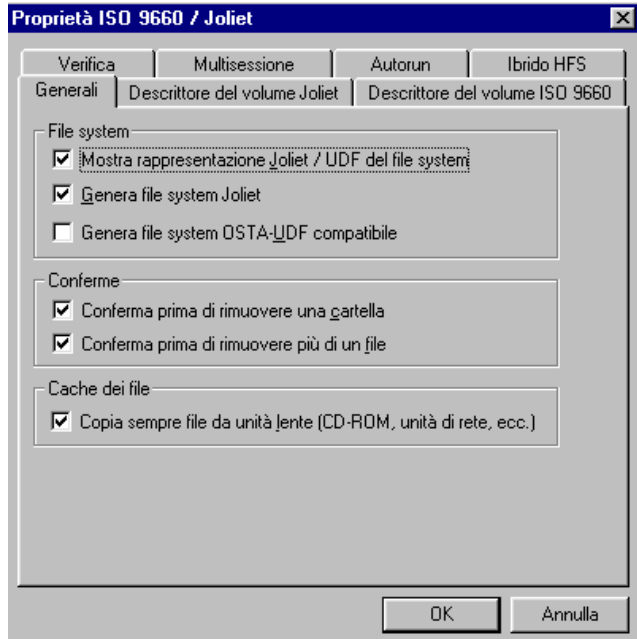 Proprietà ISO 9660 / Joliet
Verifica
Multisessione
Autorun
Ibrido HFS
Generali
Descrittore del volume Joliet
Descrittore del volume ISO 9660
File system
Mostra rappresentazione Joliet / UDF del file system
Genera file system Joliet
Genera file system OSTA-UDF compatibile
Conferme
Conferma prima di rimuovere una cartella
Conferma prima di rimuovere più di un file
Cache dei file
Copia sempre file da unità lente (CD-ROM, unità di rete, ecc.)
OK
Annulla